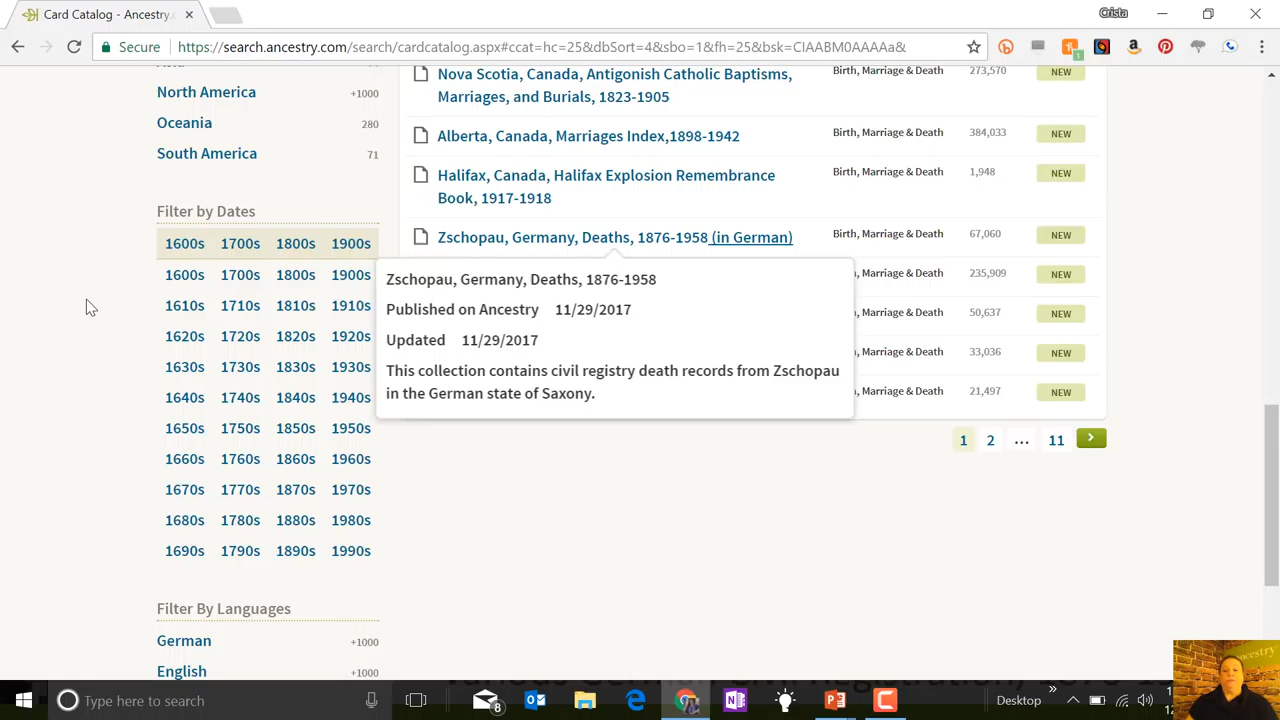 Card Catalog - Ancestry.
Crista
Secure https://search.ancestry.com/search/cardcatalog.aspx#ccat=hc=25&dbSort=4&sbo=1&fh=25&bsk=CIAABM0AAAAa&
North America +1000
Oceania 280
South America 71
Filter by Dates
1600s 1700s 1800s 1900s
1600s 1700s 1800s 1900s
1610s 1710s 1810s 1910s
1620s 1720s 1820s 1920s
1630s 1730s 1830s 1930s
1640s 1740s 1840s 1940s
1650s 1750s 1850s 1950s
1660s 1760s 1860s 1960s
1670s 1770s 1870s 1970s
1680s 1780s 1880s 1980s
1690s 1790s 1890s 1990s
Filter By Languages
German +1000
English +1000
Nova Scotia, Canada, Antigonish Catholic Baptisms, Birth, Marriage & Death 273,570 NEW
Marriages, and Burials, 1823-1905
Alberta, Canada, Marriages Index,1898-1942 Birth, Marriage & Death 384,033 NEW
Halifax, Canada, Halifax Explosion Remembrance Birth, Marriage & Death 1,948 NEW
Book, 1917-1918
Zschopau, Germany, Deaths, 1876-1958 (in German) Birth, Marriage & Death 67,060 NEW
Zschopau, Germany, Deaths, 1876-1958
Published on Ancestry 11/29/2017
Updated 11/29/2017
This collection contains civil registry death records from Zschopau
in the German state of Saxony.
Marriage & Death 235,909 NEW
Marriage & Death 50,637 NEW
Marriage & Death 33,036 NEW
Marriage & Death 21,497 NEW
1 2 ... 11
ancestry
Type here to search
8
Desktop